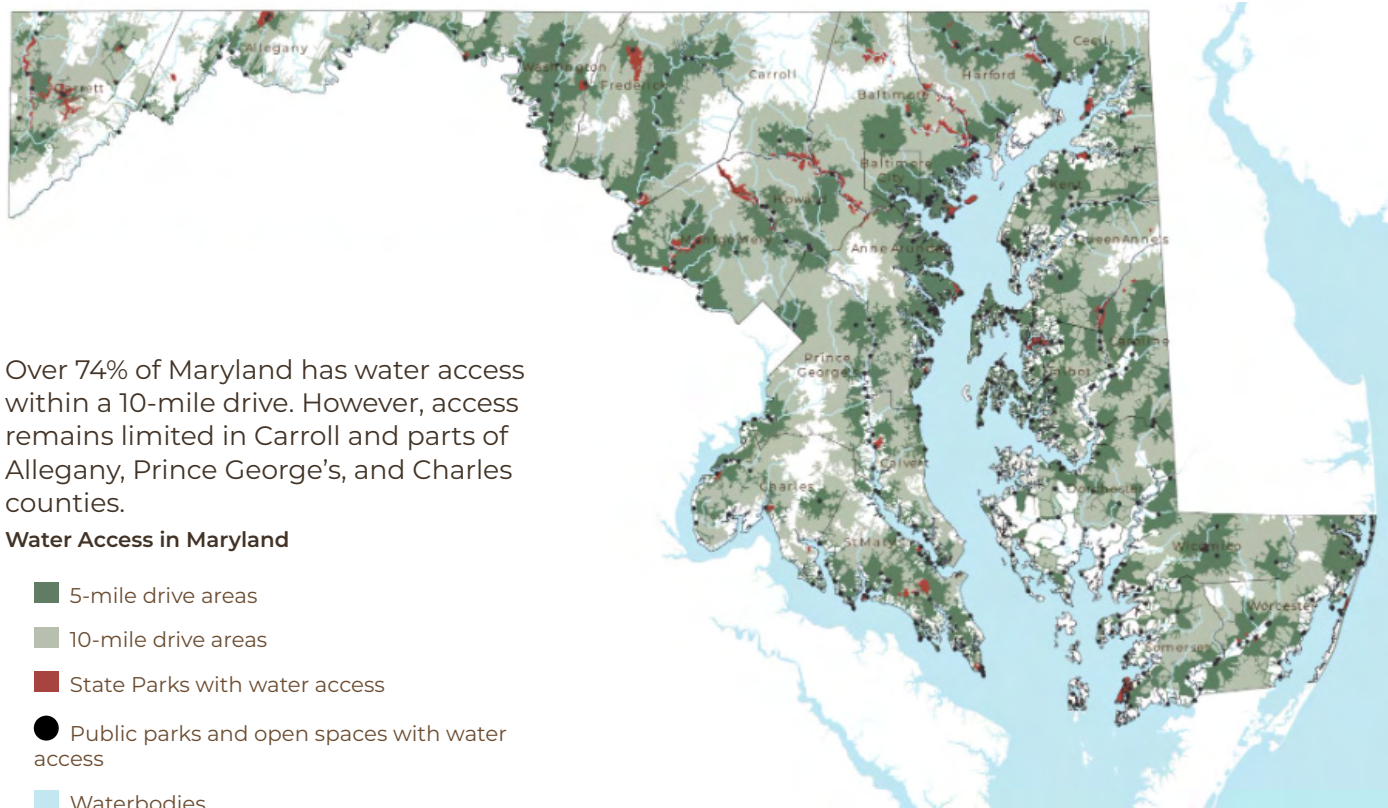 Allegany
Cecil
Washington
Carroll
Harford
Garrett
Frederick
Baltimore
Baltimore
City
Kent
Howard
Montgomery
Anne Arundel
Queen Anne's
Caroline
Prince
George's
Talbot
Over 74% of Maryland has water access
within a 10-mile drive. However, access
remains limited in Carroll and parts of
Allegany, Prince George’s, and Charles
counties.
Calvert
Charles
Dorchester
Water Access in Maryland
St Mary's
Wicomico
5-mile drive areas
Worcester
10-mile drive areas
Somerset
State Parks with water access
Public parks and open spaces with water
access
Waterbodies